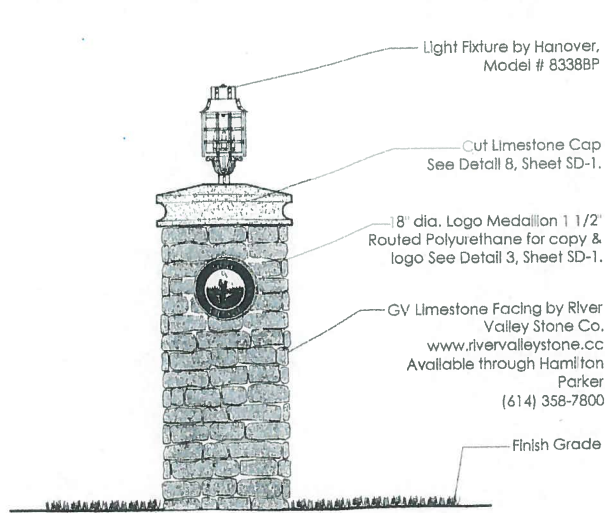 Light Fixture by Hanover,
Model # 8338BP
Cut Limestone Cap
See Detail 8, Sheet SD-1.
18" dia. Logo Medallion 1 1/2"
Routed Polyurethane for copy &
logo See Detail 3, Sheet SD-1.
GV Limestone Facing by River
Valley Stone Co.
www.rivervalleystone.cc
Available through Hamilton
Parker
(614) 358-7800
Finish Grade